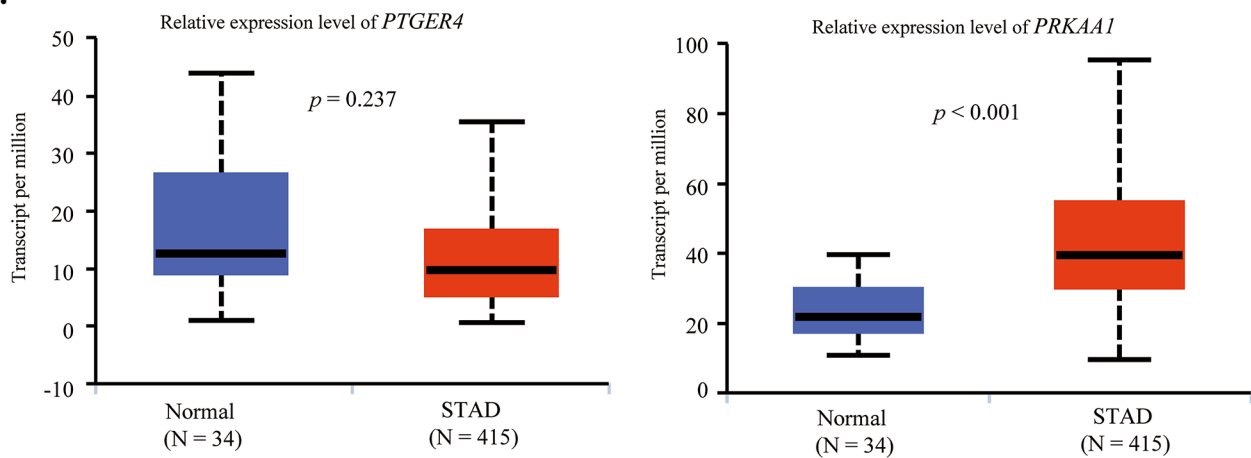 Relative expression level of PTGER4
Transcript per million
50
40
30
20
10
0
-10
p = 0.237
Normal
(N = 34)
STAD
(N = 415)
Relative expression level of PRKAA1
Transcript per million
100
80
60
40
20
0
p < 0.001
Normal
(N = 34)
STAD
(N = 415)